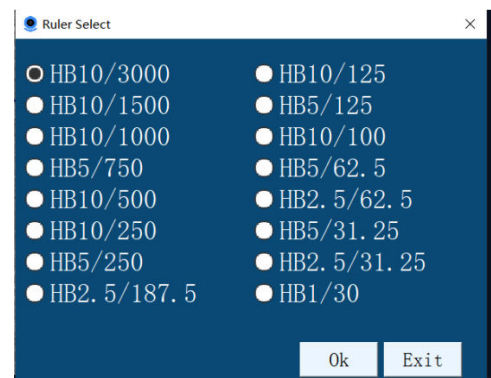 Ruler Select
HB10/3000
HB10/1500
HB10/1000
HB5/750
HB10/500
HB10/250
HB5/250
HB2.5/187.5
HB10/125
HB5/125
HB10/100
HB5/62.5
HB2.5/62.5
HB5/31.25
HB2.5/31.25
HB1/30
Ok
Exit